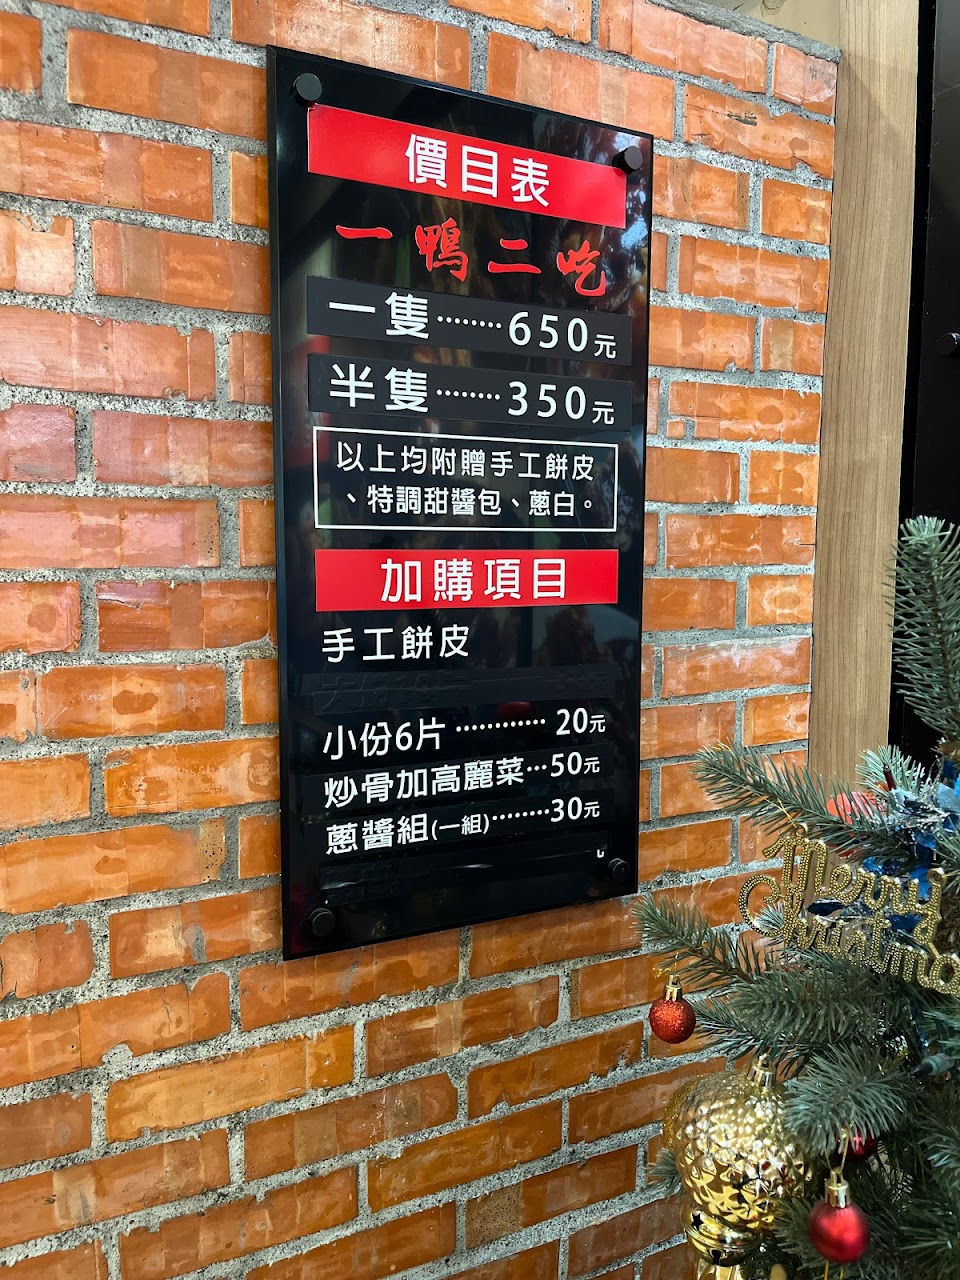 價目表
一鴨二吃
一隻········650元
半隻········350元
以上均附贈手工餅皮
、特調甜醬包、蔥白。
加購項目
手工餅皮
小份6片············20元
炒骨加高麗菜···50元
蔥醬組(一組)········30元
Merry
Christmas